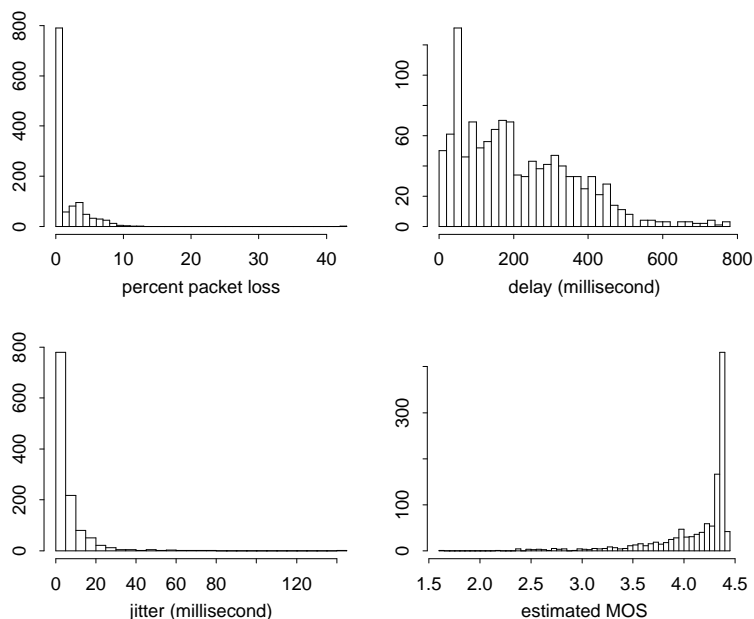 0 200 400 600 800
0 10 20 30 40
percent packet loss
0 20 60 100
0 200 400 600 800
delay (millisecond)
0 200 400 600 800
0 20 40 60 80 120
jitter (millisecond)
0 100 300
1.5 2.0 2.5 3.0 3.5 4.0 4.5
estimated MOS